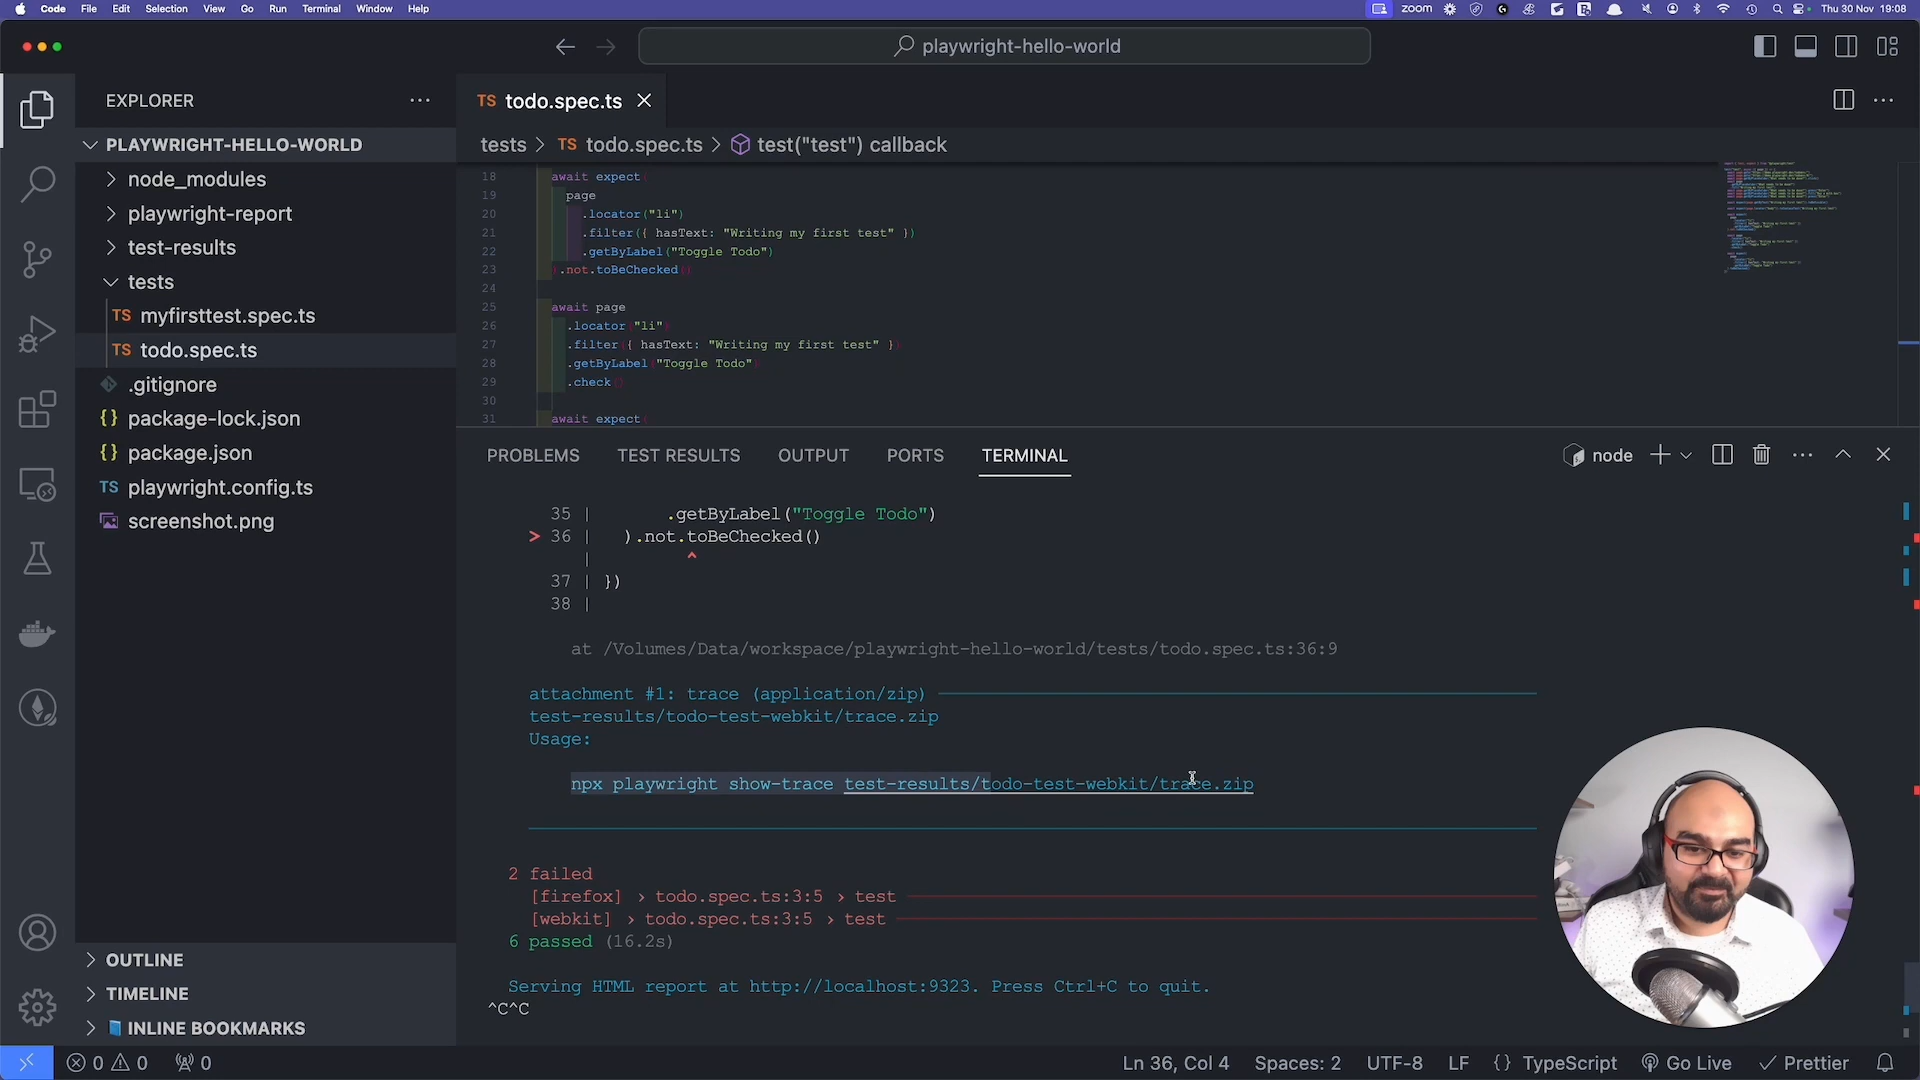 Code File Edit Selection View Go Run Terminal Window Help
zoom
Thu 30 Nov 19:08
playwright-hello-world
EXPLORER
PLAYWRIGHT-HELLO-WORLD
node_modules
playwright-report
test-results
tests
TS myfirsttest.spec.ts
TS todo.spec.ts
.gitignore
{} package-lock.json
{} package.json
TS playwright.config.ts
screenshot.png
OUTLINE
TIMELINE
INLINE BOOKMARKS
TS todo.spec.ts
tests > TS todo.spec.ts > test("test") callback
18 await expect(
19 page
20 .locator("li")
21 .filter({ hasText: "Writing my first test" })
22 .getByLabel("Toggle Todo")
23 ).not.toBeChecked()
24
25 await page
26 .locator("li")
27 .filter({ hasText: "Writing my first test" })
28 .getByLabel("Toggle Todo")
29 .check()
30
31 await expect(
PROBLEMS TEST RESULTS OUTPUT PORTS TERMINAL
node
35 | .getByLabel("Toggle Todo")
> 36 | ).not.toBeChecked()
| ^
37 | })
38 |
at /Volumes/Data/workspace/playwright-hello-world/tests/todo.spec.ts:36:9
attachment #1: trace (application/zip)
test-results/todo-test-webkit/trace.zip
Usage:
npx playwright show-trace test-results/todo-test-webkit/trace.zip
2 failed
[firefox] › todo.spec.ts:3:5 › test
[webkit] › todo.spec.ts:3:5 › test
6 passed (16.2s)
Serving HTML report at http://localhost:9323. Press Ctrl+C to quit.
^C^C
0 0 0
Ln 36, Col 4 Spaces: 2 UTF-8 LF {} TypeScript Go Live Prettier